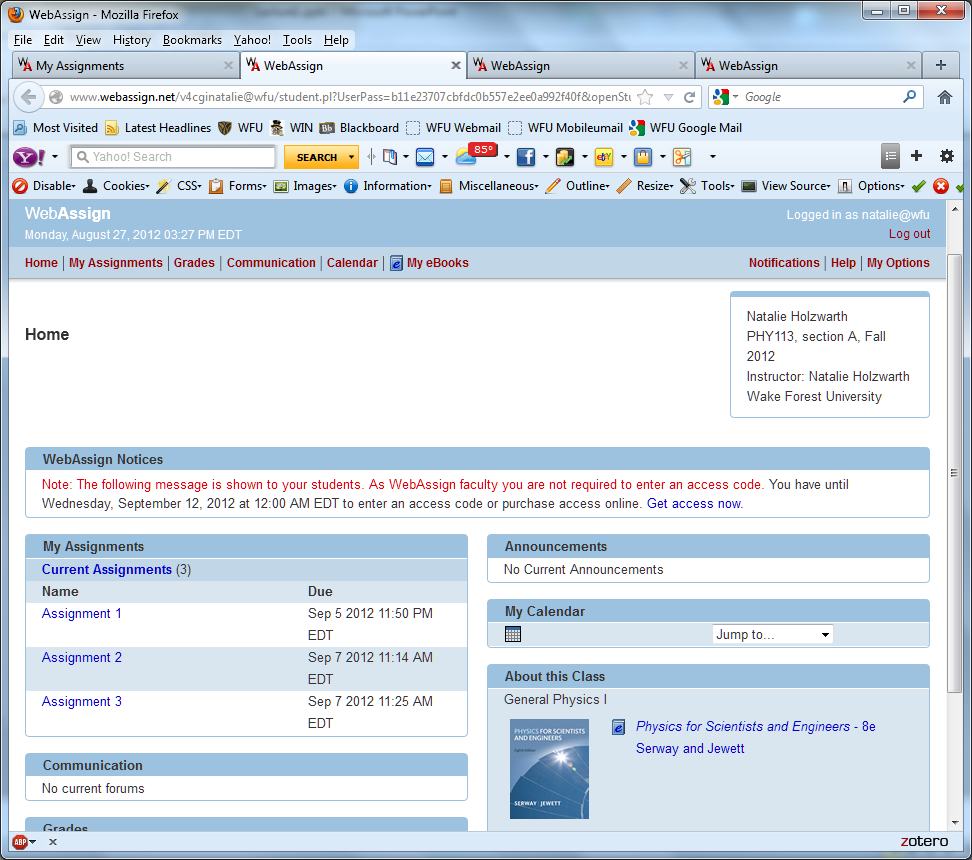 WebAssign - Mozilla Firefox
File Edit View History Bookmarks Yahoo! Tools Help
My Assignments WebAssign WebAssign WebAssign
www.webassign.net/v4cginatalie@wfu/student.pl?UserPass=b11e23707cbfdc0b557e2ee0a992f40f&openStu Google
Most Visited Latest Headlines WFU WIN Bb Blackboard WFU Webmail WFU Mobileumail WFU Google Mail
Y! Yahoo! Search SEARCH 85° eBY
Disable Cookies CSS Forms Images Information Miscellaneous Outline Resize Tools View Source Options
WebAssign Logged in as natalie@wfu
Monday, August 27, 2012 03:27 PM EDT Log out
Home | My Assignments | Grades | Communication | Calendar | My eBooks Notifications | Help | My Options
Home
Natalie Holzwarth
PHY113, section A, Fall
2012
Instructor: Natalie Holzwarth
Wake Forest University
WebAssign Notices
Note: The following message is shown to your students. As WebAssign faculty you are not required to enter an access code. You have until
Wednesday, September 12, 2012 at 12:00 AM EDT to enter an access code or purchase access online. Get access now.
My Assignments
Current Assignments (3)
Name Due
Assignment 1 Sep 5 2012 11:50 PM
EDT
Assignment 2 Sep 7 2012 11:14 AM
EDT
Assignment 3 Sep 7 2012 11:25 AM
EDT
Communication
No current forums
Grades
Announcements
No Current Announcements
My Calendar
Jump to...
About this Class
General Physics I
PHYSICS FOR SCIENTISTS
AND ENGINEERS
SERWAY JEWETT
Physics for Scientists and Engineers - 8e
Serway and Jewett
ABP zotero